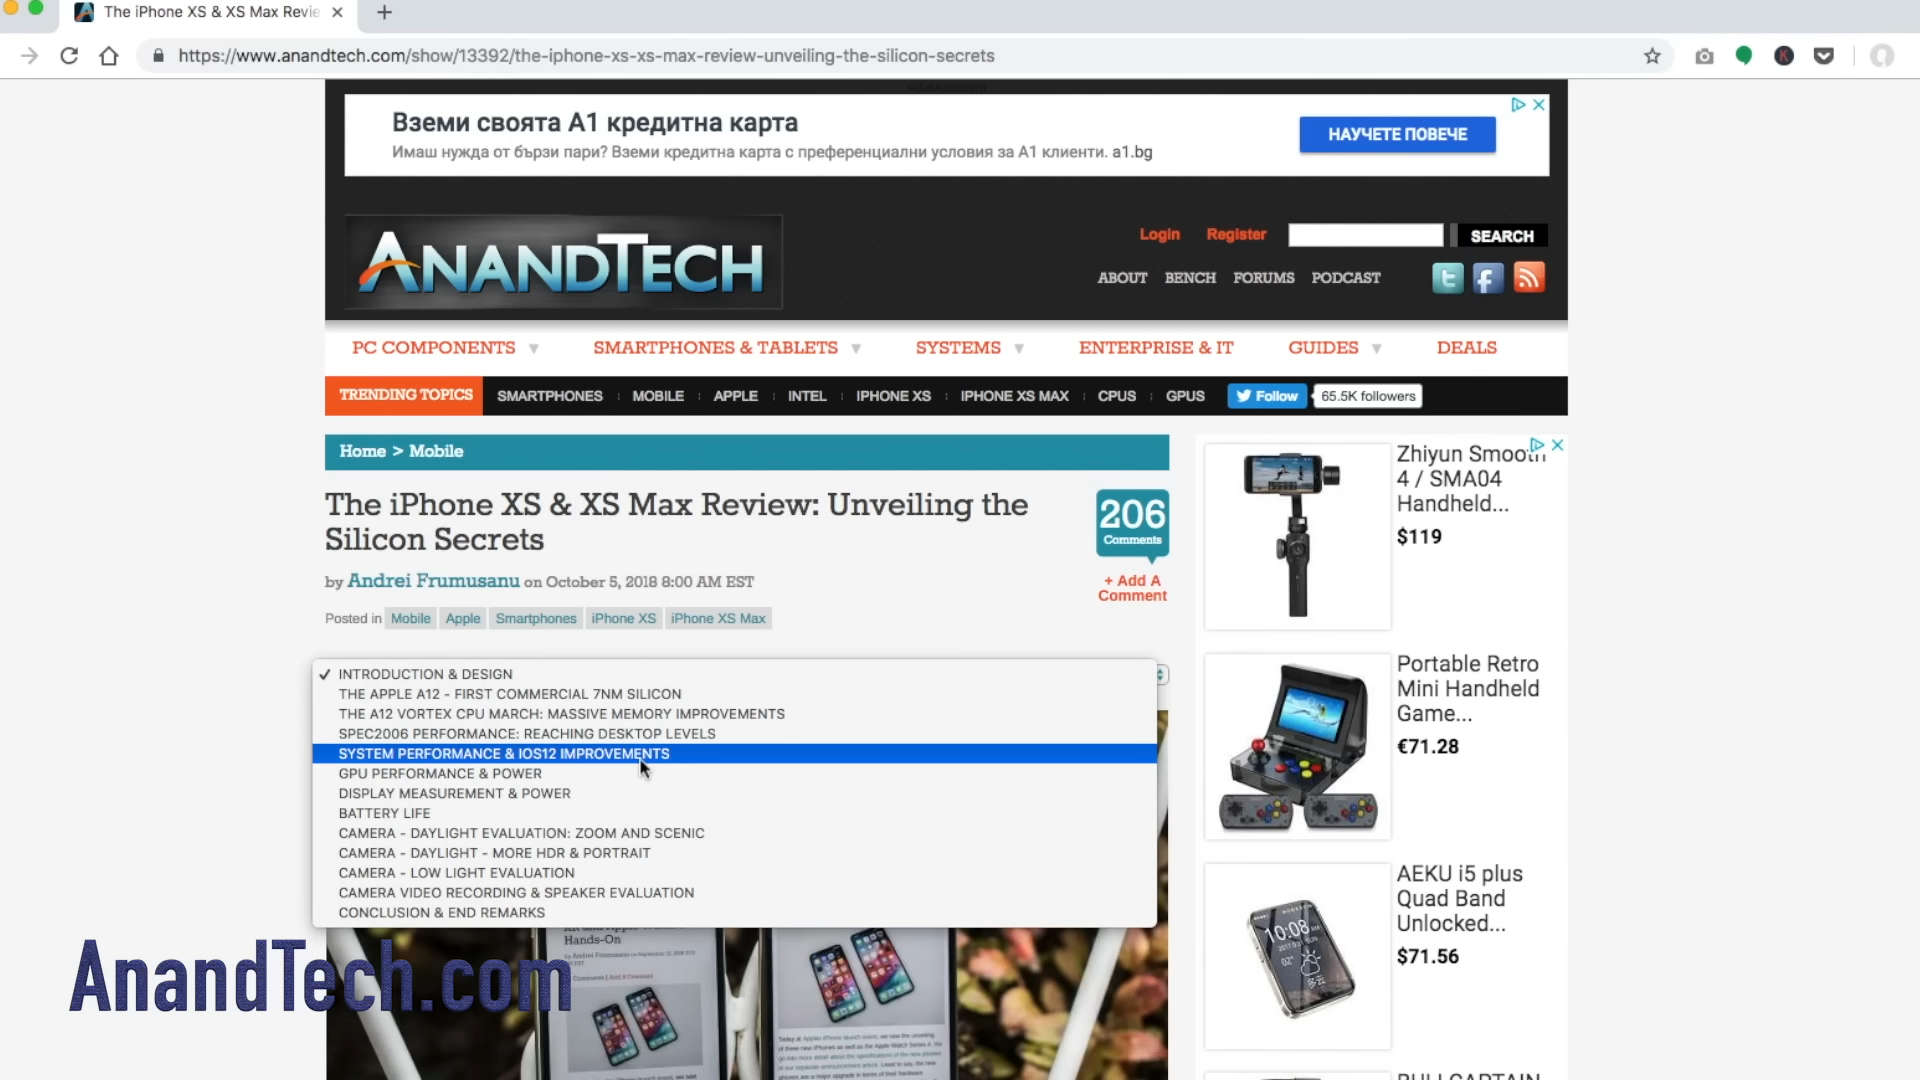 The iPhone XS & XS Max Revie
https://www.anandtech.com/show/13392/the-iphone-xs-xs-max-review-unveiling-the-silicon-secrets
K
Вземи своята А1 кредитна карта
Имаш нужда от бързи пари? Вземи кредитна карта с преференциални условия за А1 клиенти. a1.bg
НАУЧЕТЕ ПОВЕЧЕ
ANANDTECH
Login Register SEARCH
ABOUT BENCH FORUMS PODCAST
PC COMPONENTS SMARTPHONES & TABLETS SYSTEMS ENTERPRISE & IT GUIDES DEALS
TRENDING TOPICS SMARTPHONES MOBILE APPLE INTEL IPHONE XS IPHONE XS MAX CPUS GPUS Follow 65.5K followers
Home > Mobile
The iPhone XS & XS Max Review: Unveiling the
Silicon Secrets
by Andrei Frumusanu on October 5, 2018 8:00 AM EST
206
Comments
+ Add A
Comment
Posted in Mobile Apple Smartphones iPhone XS iPhone XS Max
✓ INTRODUCTION & DESIGN
THE APPLE A12 - FIRST COMMERCIAL 7NM SILICON
THE A12 VORTEX CPU MARCH: MASSIVE MEMORY IMPROVEMENTS
SPEC2006 PERFORMANCE: REACHING DESKTOP LEVELS
SYSTEM PERFORMANCE & IOS12 IMPROVEMENTS
GPU PERFORMANCE & POWER
DISPLAY MEASUREMENT & POWER
BATTERY LIFE
CAMERA - DAYLIGHT EVALUATION: ZOOM AND SCENIC
CAMERA - DAYLIGHT - MORE HDR & PORTRAIT
CAMERA - LOW LIGHT EVALUATION
CAMERA VIDEO RECORDING & SPEAKER EVALUATION
CONCLUSION & END REMARKS
Hands-On
AnandTech.com
Zhiyun Smooth
4 / SMA04
Handheld...
$119
Portable Retro
Mini Handheld
Game...
€71.28
AEKU i5 plus
Quad Band
Unlocked...
$71.56
10:08